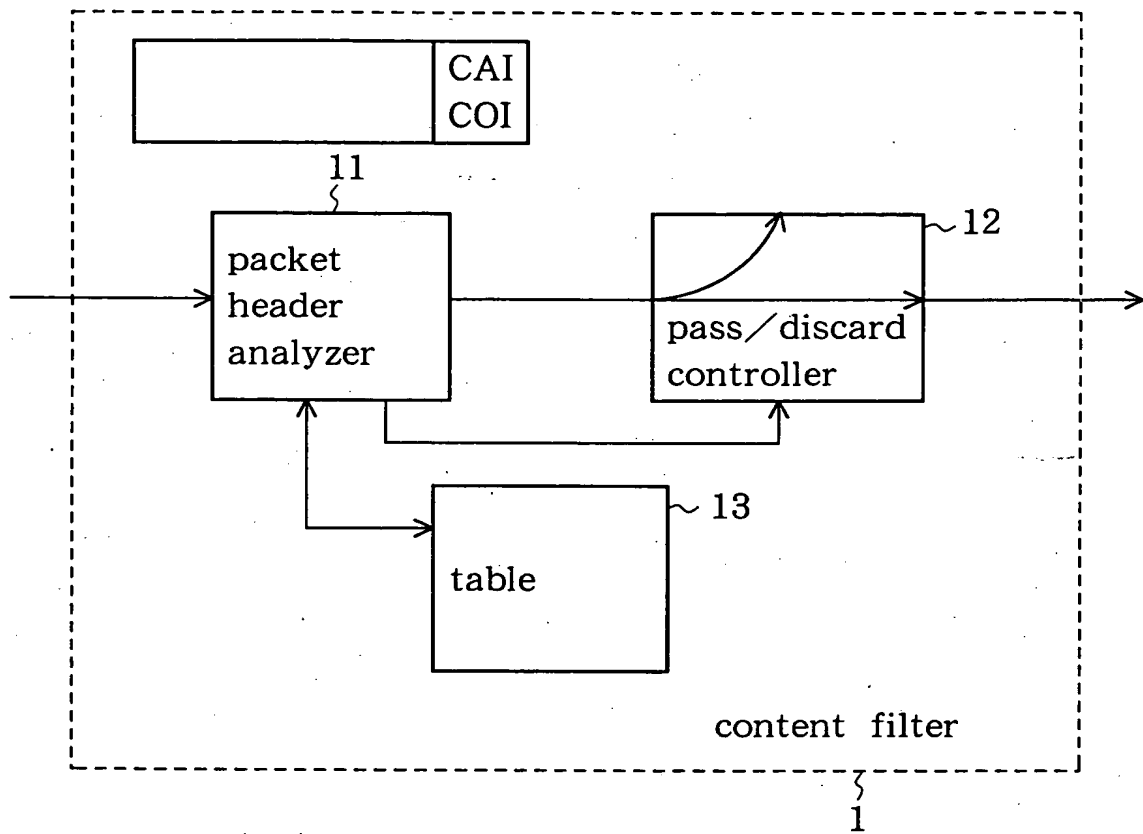 CAI
COI
11
packet
header
analyzer
12
pass/discard
controller
13
table
content filter
1